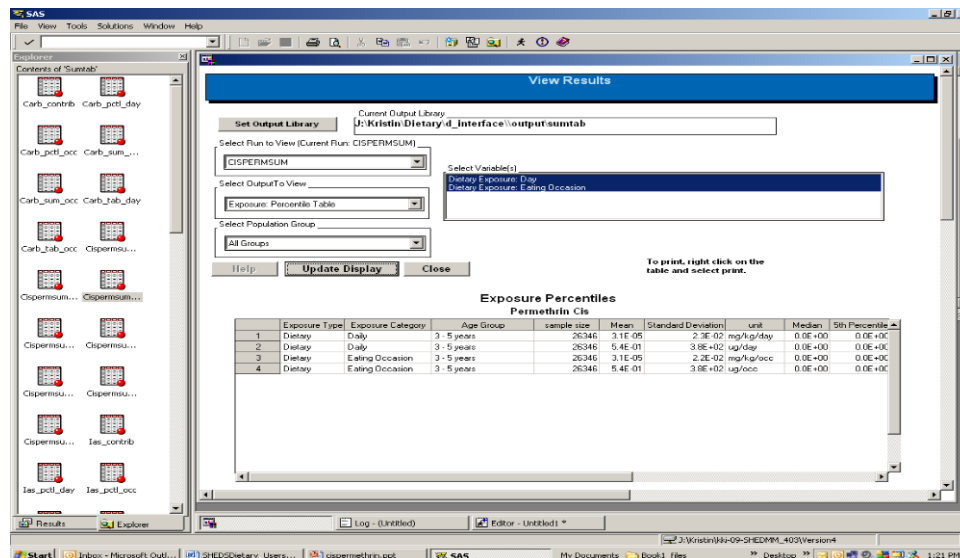 SAS
File View Tools Solutions Window Help
Explorer
Contents of 'Sumtab'
Carb_contrib Carb_pctl_day
Carb_pctl_occ Carb_sum_...
Carb_sum_occ Carb_tab_day
Carb_tab_occ Cispermsu...
Cispermsum... Cispermsum...
Cispermsu... Cispermsu...
Cispermsu... Cispermsu...
Cispermsu... Ias_contrib
Ias_pctl_day Ias_pctl_occ
Results Explorer
View Results
Set Output Library
Current Output Library
J:\Kristin\Dietary\d_interface\\output\sumtab
Select Run to View (Current Run: CISPERMSUM)
CISPERMSUM
Select OutputTo View
Exposure: Percentile Table
Select Population Group
All Groups
Select Variable(s)
Dietary Exposure: Day
Dietary Exposure: Eating Occasion
Help Update Display Close
To print, right click on the
table and select print.
Exposure Percentiles
Permethrin Cis
Exposure Type Exposure Category Age Group sample size Mean Standard Deviation unit Median 5th Percentile
1 Dietary Daily 3 - 5 years 26346 3.1E-05 2.3E-02 mg/kg/day 0.0E+00 0.0E+00
2 Dietary Daily 3 - 5 years 26346 5.4E-01 3.8E+02 ug/day 0.0E+00 0.0E+00
3 Dietary Eating Occasion 3 - 5 years 26346 3.1E-05 2.2E-02 mg/kg/occ 0.0E+00 0.0E+00
4 Dietary Eating Occasion 3 - 5 years 26346 5.4E-01 3.8E+02 ug/occ 0.0E+00 0.0E+00
Log - (Untitled) Editor - Untitled1 *
J:\Kristin\kki-09-SHEDMM_403\Version4
Start Inbox - Microsoft Outl... SHEDSDietary_Users... cispermethrin.ppt SAS My Documents Book1_files Desktop 1:21 PM